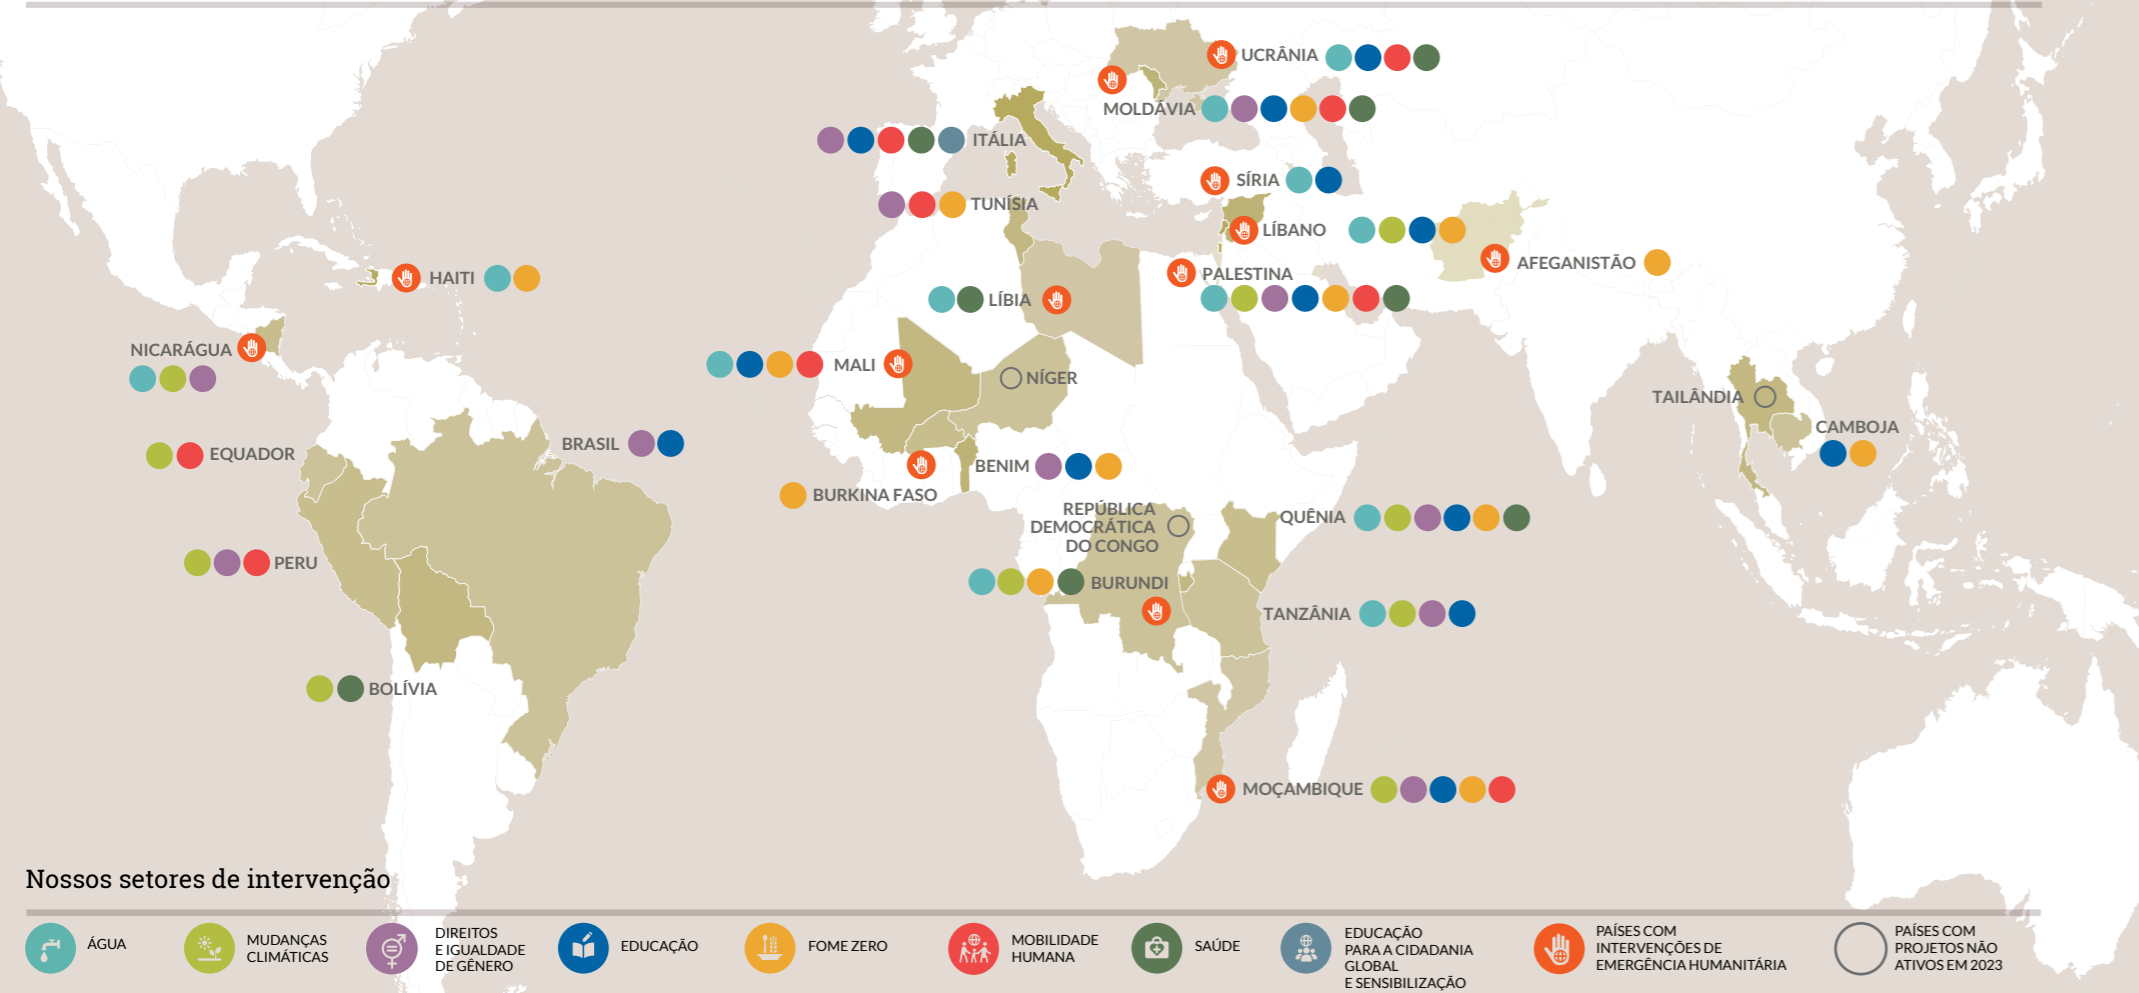 UCRÂNIA
MOLDÁVIA
ITÁLIA
SÍRIA
TUNÍSIA
LÍBANO
AFEGANISTÃO
PALESTINA
HAITI
LÍBIA
NICARÁGUA
MALI
NÍGER
TAILÂNDIA
CAMBOJA
BRASIL
EQUADOR
BENIM
BURKINA FASO
REPÚBLICA
DEMOCRÁTICA
DO CONGO
QUÊNIA
PERU
BURUNDI
TANZÂNIA
BOLÍVIA
MOÇAMBIQUE
Nossos setores de intervenção
ÁGUA
MUDANÇAS
CLIMÁTICAS
DIREITOS
E IGUALDADE
DE GÊNERO
EDUCAÇÃO
FOME ZERO
MOBILIDADE
HUMANA
SAÚDE
EDUCAÇÃO
PARA A CIDADANIA
GLOBAL
E SENSIBILIZAÇÃO
PAÍSES COM
INTERVENÇÕES DE
EMERGÊNCIA HUMANITÁRIA
PAÍSES COM
PROJETOS NÃO
ATIVOS EM 2023